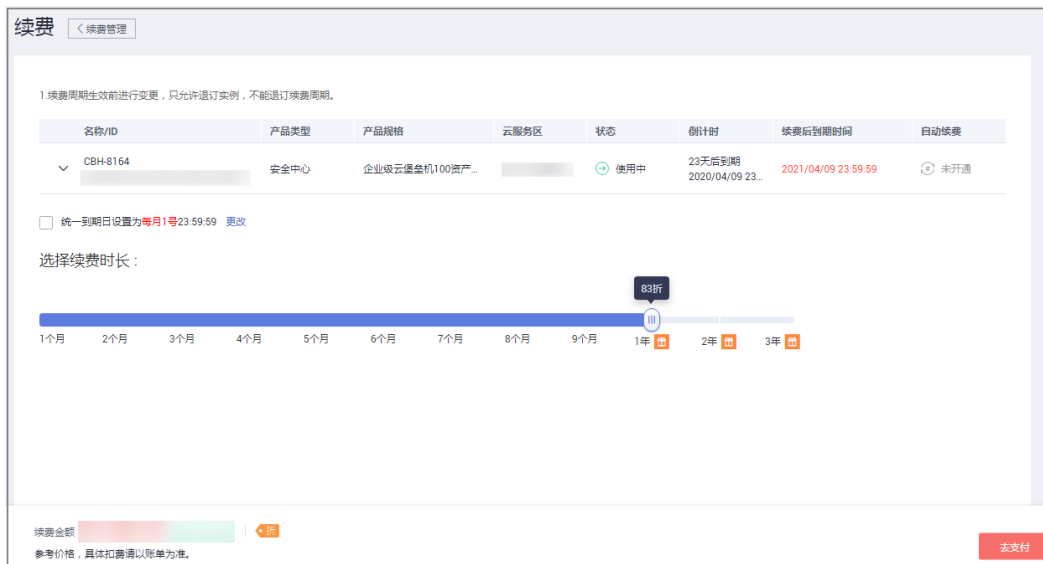 续费 <续费管理
1.续费周期生效前进行变更，只允许退订实例，不能退订续费周期。
名称/ID 产品类型 产品规格 云服务区 状态 倒计时 续费后到期时间 自动续费
CBH-8164 安全中心 企业级云堡垒机100资产... 使用中 23天后到期 2021/04/09 23:59:59 未开通
2020/04/09 23...
统一到期日设置为每月1号23:59:59 更改
选择续费时长：
83折
1个月 2个月 3个月 4个月 5个月 6个月 7个月 8个月 9个月 1年 2年 3年
续费金额 折
参考价格，具体扣费请以账单为准。
去支付